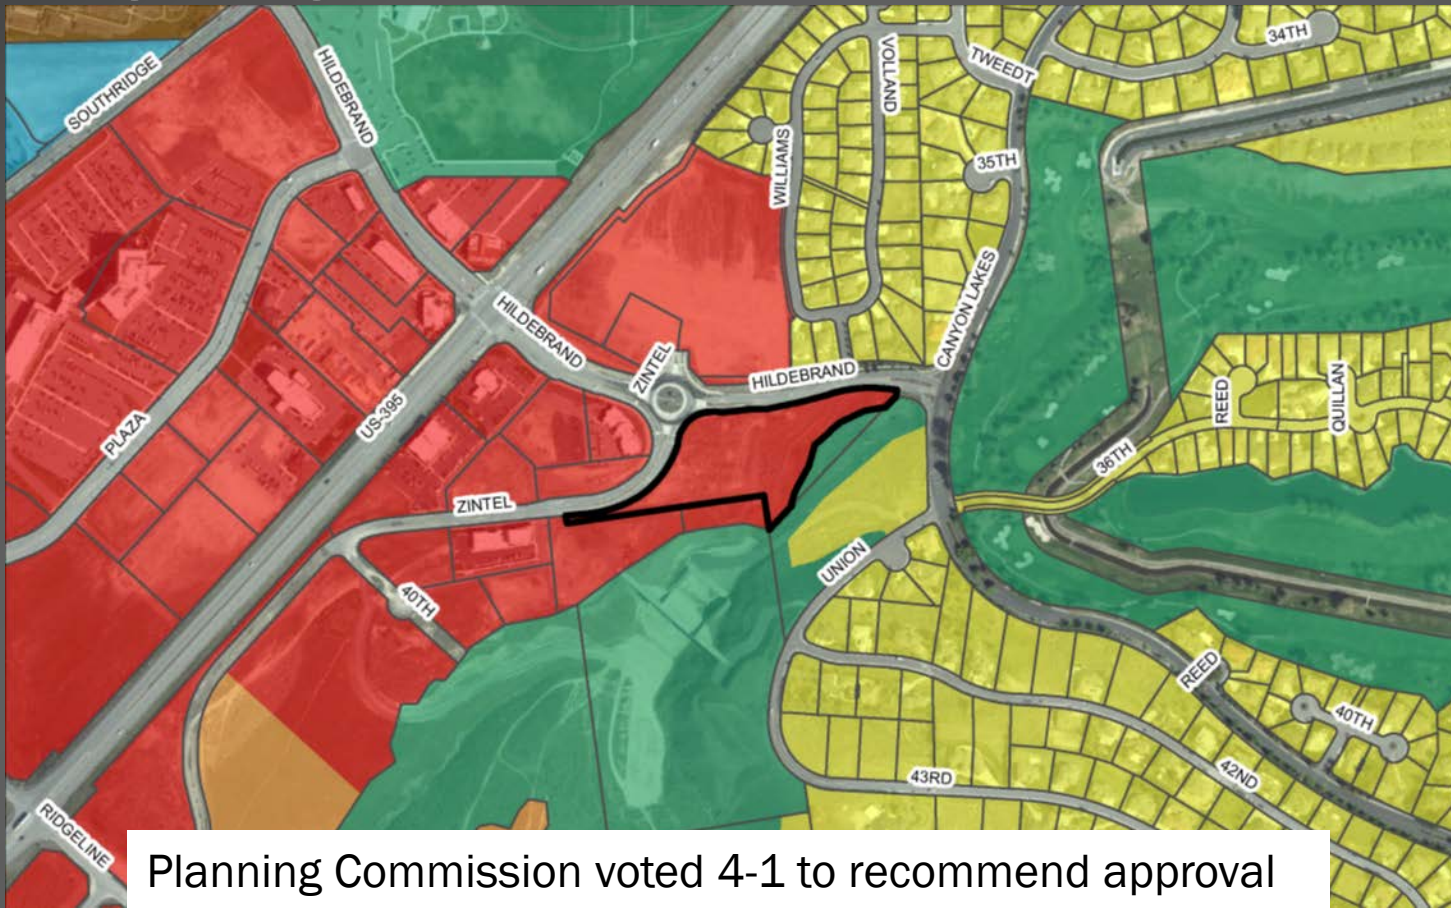 34TH
VOLLAND
TWEEDT
HILDEBRAND
SOUTHRIDGE
WILLIAMS
35TH
CANYON LAKES
HILDEBRAND
ZINTEL
HILDEBRAND
REED
QUILLAN
US-395
PLAZA
36TH
ZINTEL
UNION
40TH
REED
40TH
42ND
43RD
RIDGELINE
Planning Commission voted 4-1 to recommend approval